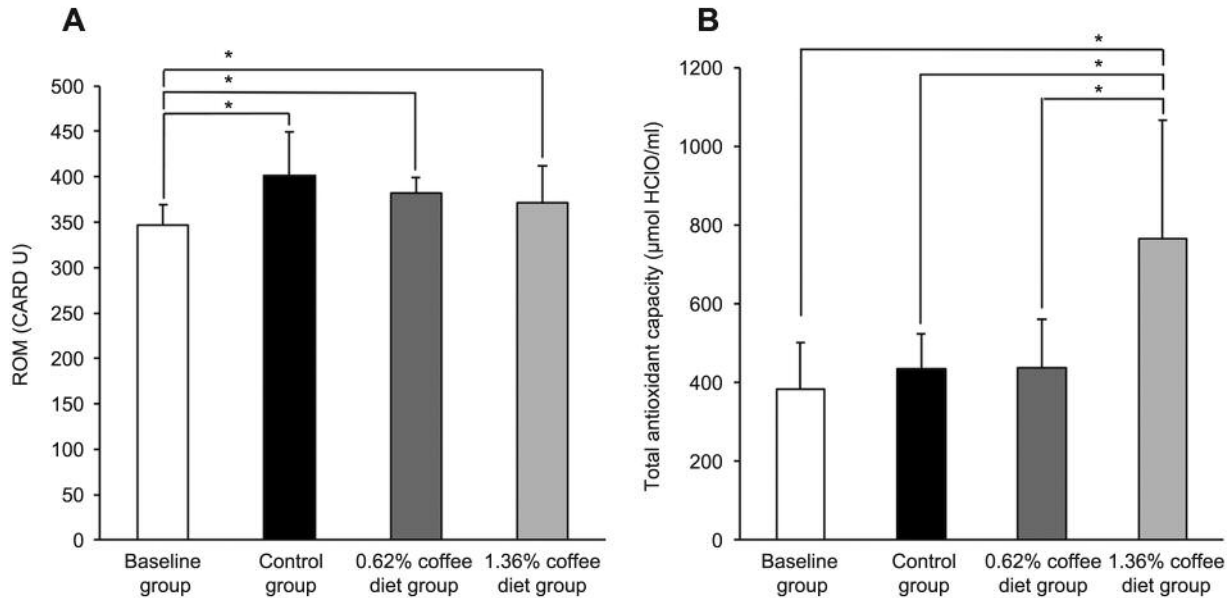 A
*
*
*
500
450
400
350
300
250
200
150
100
50
0
ROM (CARD U)
Baseline
group
Control
group
0.62% coffee
diet group
1.36% coffee
diet group
B
*
*
*
1200
1000
800
600
400
200
0
Total antioxidant capacity (μmol HClO/ml)
Baseline
group
Control
group
0.62% coffee
diet group
1.36% coffee
diet group